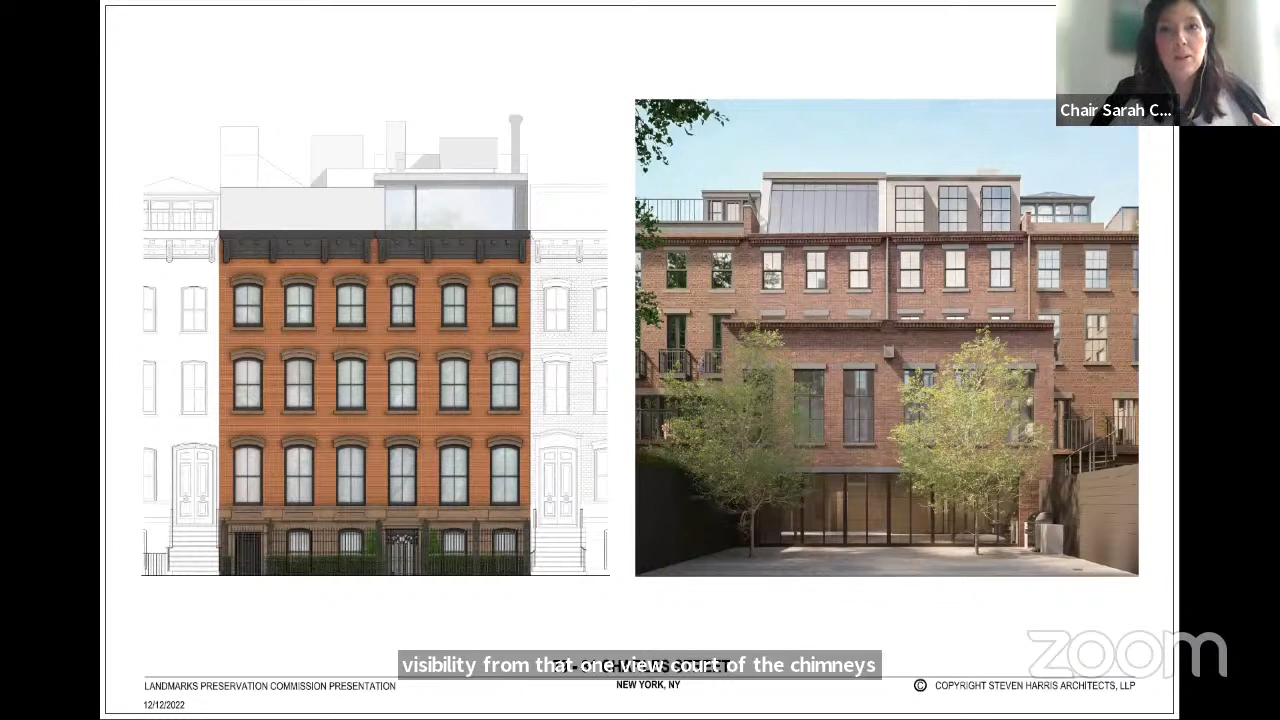 Chair Sarah C...
zoom
visibility from that one view court of the chimneys
LANDMARKS PRESERVATION COMMISSION PRESENTATION
NEW YORK, NY
© COPYRIGHT STEVEN HARRIS ARCHITECTS, LLP
12/12/2022